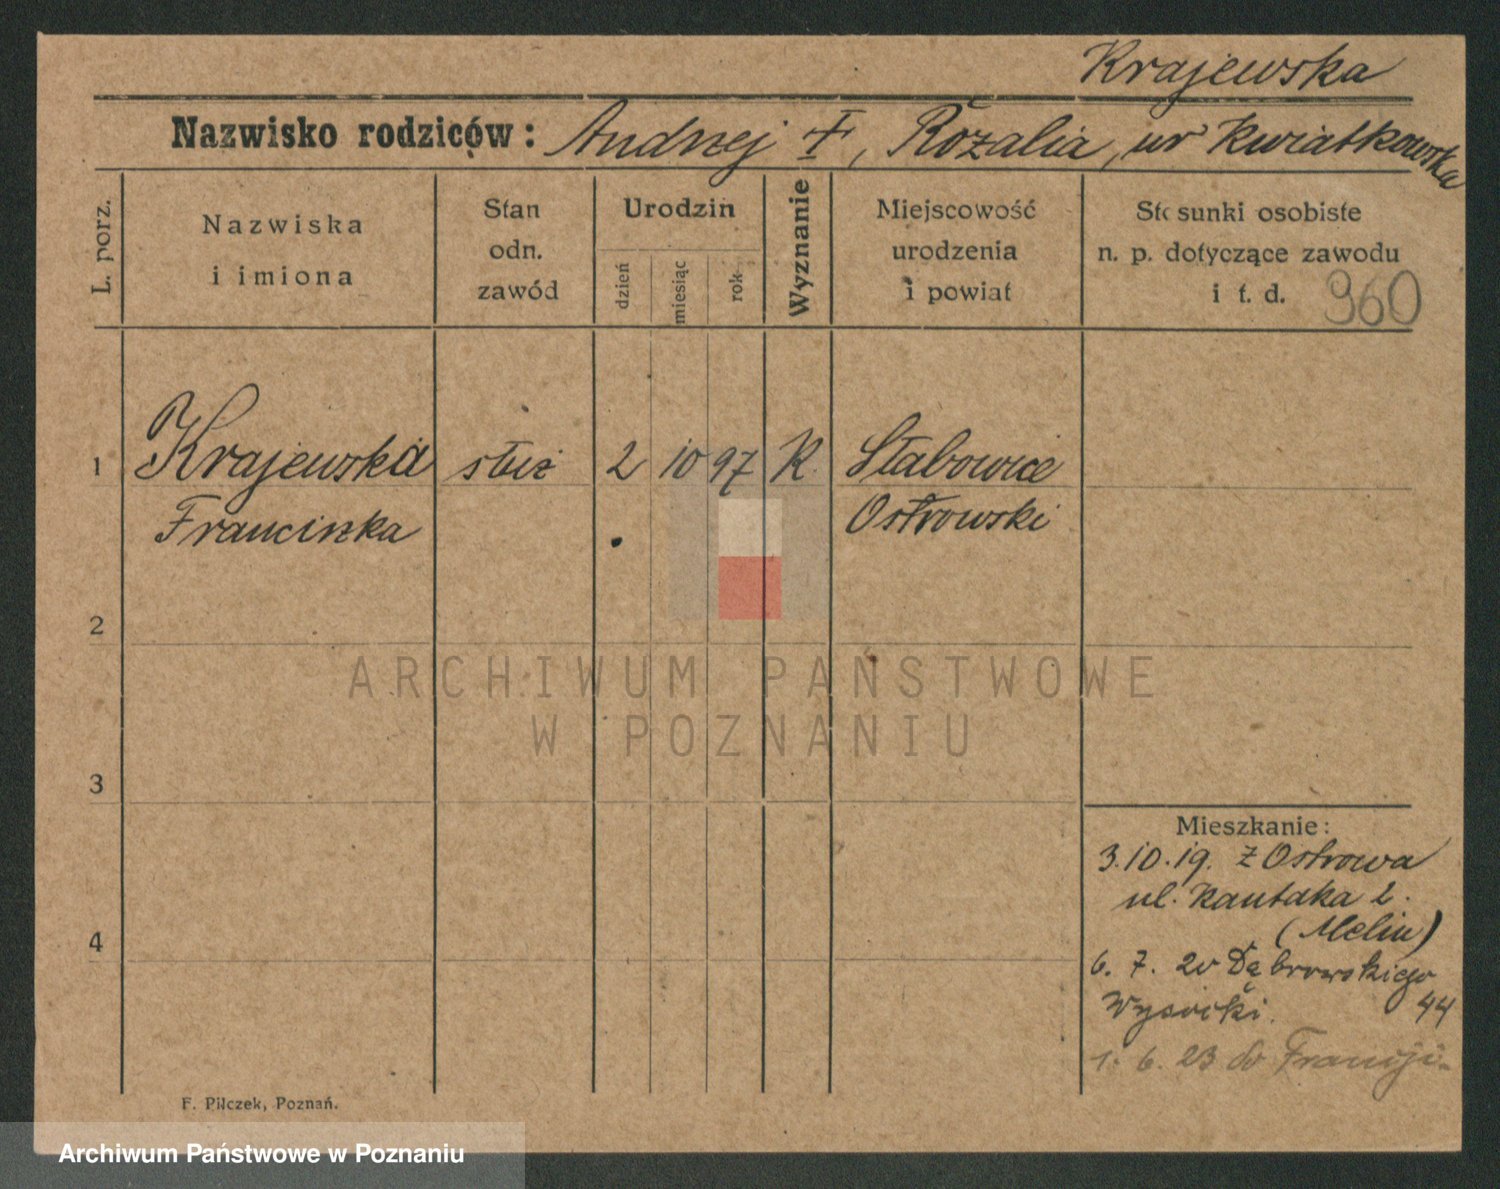 Krajewska
Nazwisko rodziców: Andrzej †, Rozalia, ur Kwiatkowska
L. porz.
Nazwiska
i imiona
Stan
odn.
zawód
Urodzin
dzień
miesiąc
rok
Wyznanie
Miejscowość
urodzenia
i powiat
Stosunki osobiste
n. p. dotyczące zawodu
i t. d.
960
1
Krajewska
Franciszka
służ
2
10
97
K.
Słabowice
Ostrowski
2
3
4
Mieszkanie:
3.10.19. z Ostrowa
ul. Kantaka 2.
(Melin)
6. 7. 20 Dąbrowskiego
44
Wysocki.
1. 6. 23 do Francji.
F. Pilczek, Poznań.
ARCHIWUM PAŃSTWOWE
W POZNANIU
Archiwum Państwowe w Poznaniu